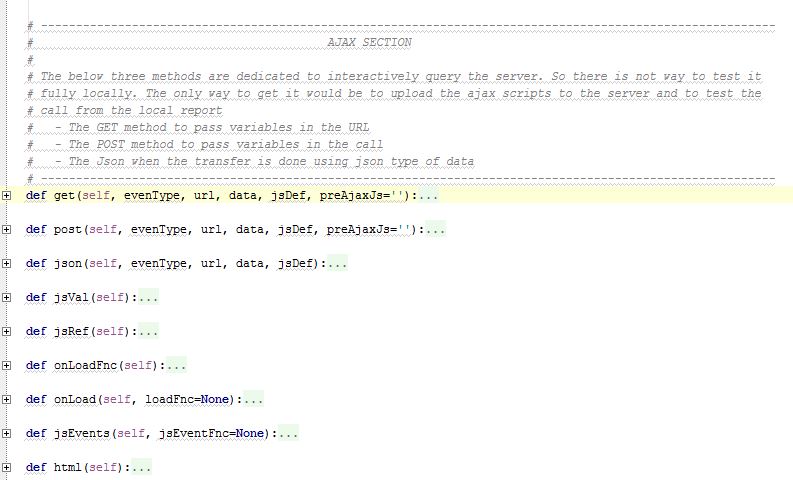 # ---------------------------------------------------------------------------------------------------------
#                                          AJAX SECTION
#
# The below three methods are dedicated to interactively query the server. So there is not way to test it
# fully locally. The only way to get it would be to upload the ajax scripts to the server and to test the
# call from the local report
#   - The GET method to pass variables in the URL
#   - The POST method to pass variables in the call
#   - The Json when the transfer is done using json type of data
# ---------------------------------------------------------------------------------------------------------
def get(self, evenType, url, data, jsDef, preAjaxJs=''):...
def post(self, evenType, url, data, jsDef, preAjaxJs=''):...
def json(self, evenType, url, data, jsDef):...
def jsVal(self):...
def jsRef(self):...
def onLoadFnc(self):...
def onLoad(self, loadFnc=None):...
def jsEvents(self, jsEventFnc=None):...
def html(self):...